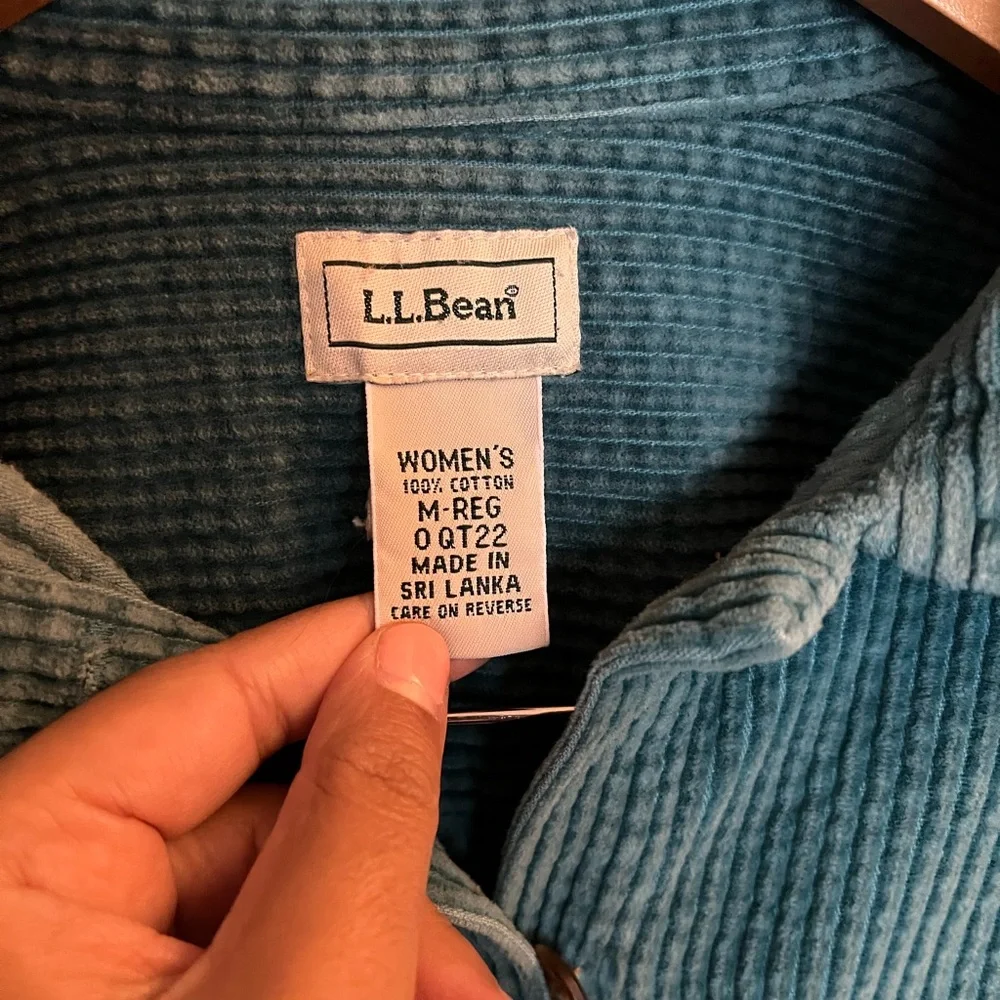 L.L.Bean®
WOMEN'S
100% COTTON
M-REG
0 QT22
MADE IN
SRI LANKA
CARE ON REVERSE